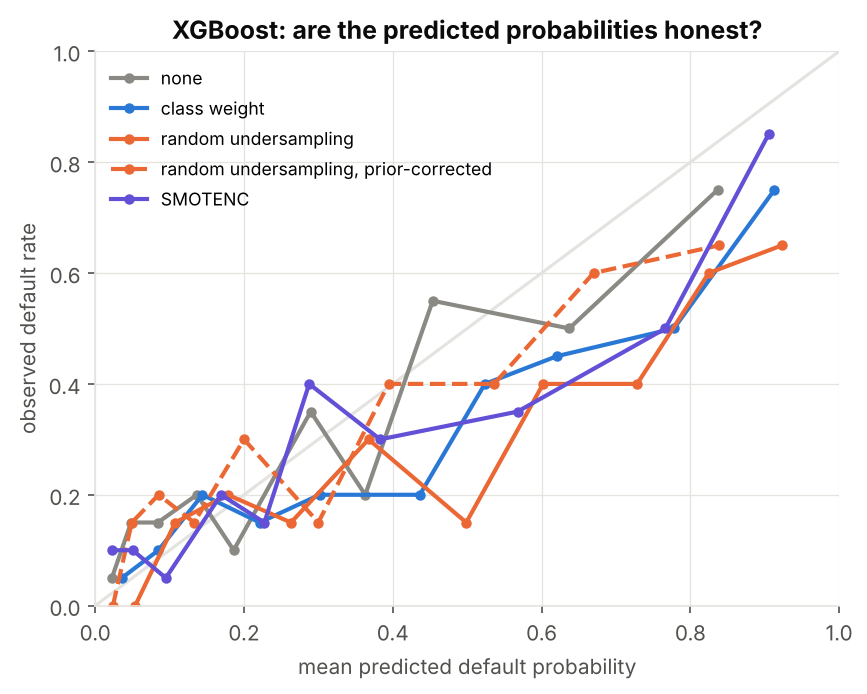 XGBoost: are the predicted probabilities honest?
1.0
none
class weight
random undersampling
random undersampling, prior-corrected
SMOTENC
0.8
0.6
0.4
0.2
0.0
observed default rate
0.0 0.2 0.4 0.6 0.8 1.0
mean predicted default probability